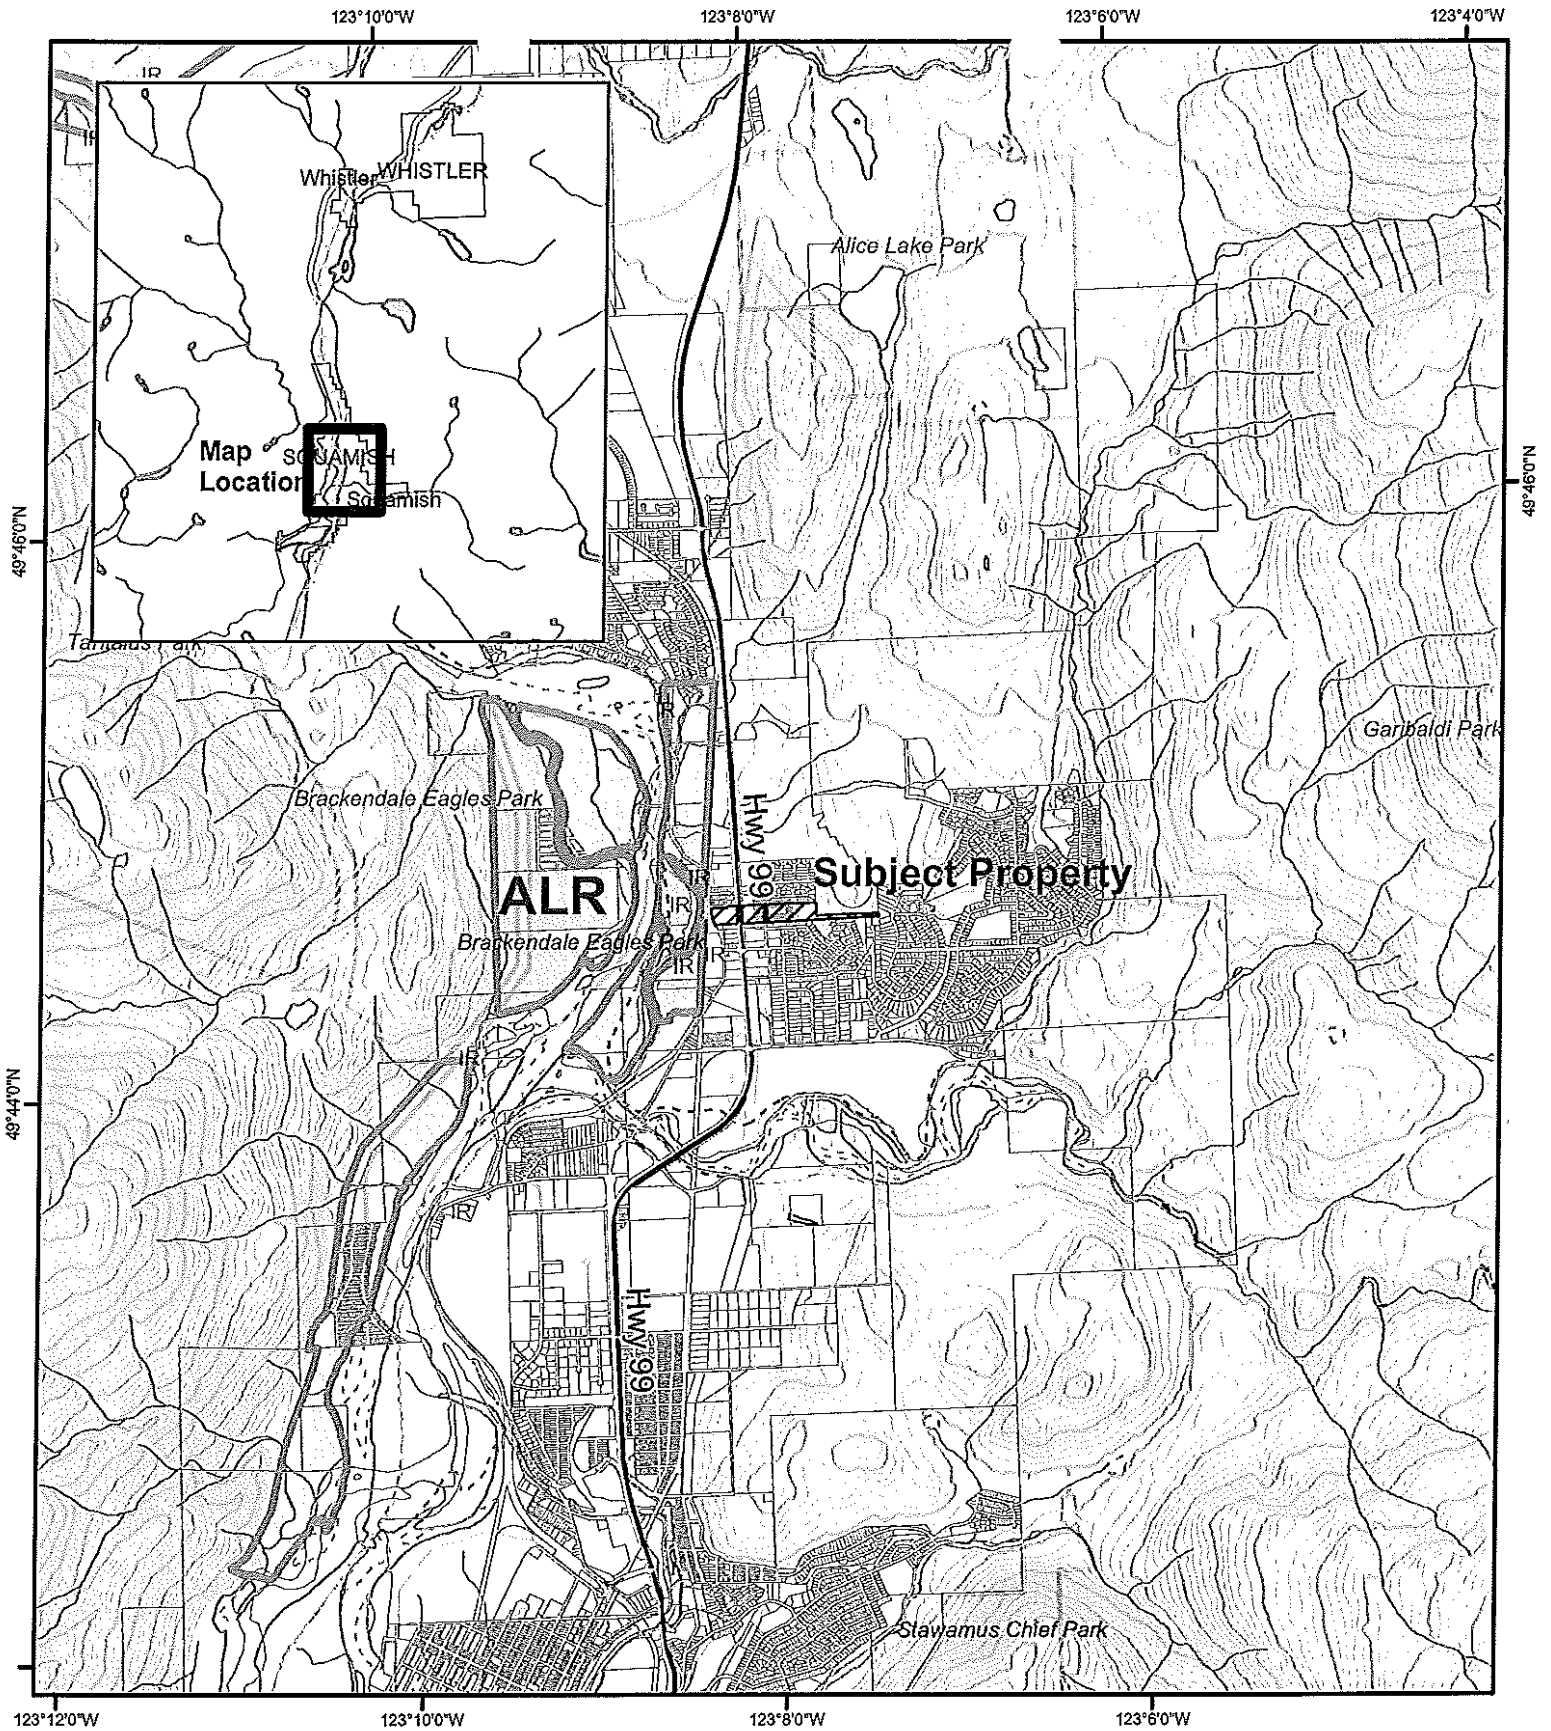 123°10'0"W
123°8'0"W
123°6'0"W
123°4'0"W
IR
Whistler
WHISTLER
Alice Lake Park
Map
Location
SQUAMISH
Squamish
49°46'0"N
49°46'0"N
Tantalus Park
IR
Garibaldi Park
Brackendale Eagles Park
Hwy 99
Subject Property
IR
ALR
IR
Brackendale Eagles Park
IR
IR
IR
49°44'0"N
IR
Hwy 99
Stawamus Chief Park
123°12'0"W
123°10'0"W
123°8'0"W
123°6'0"W